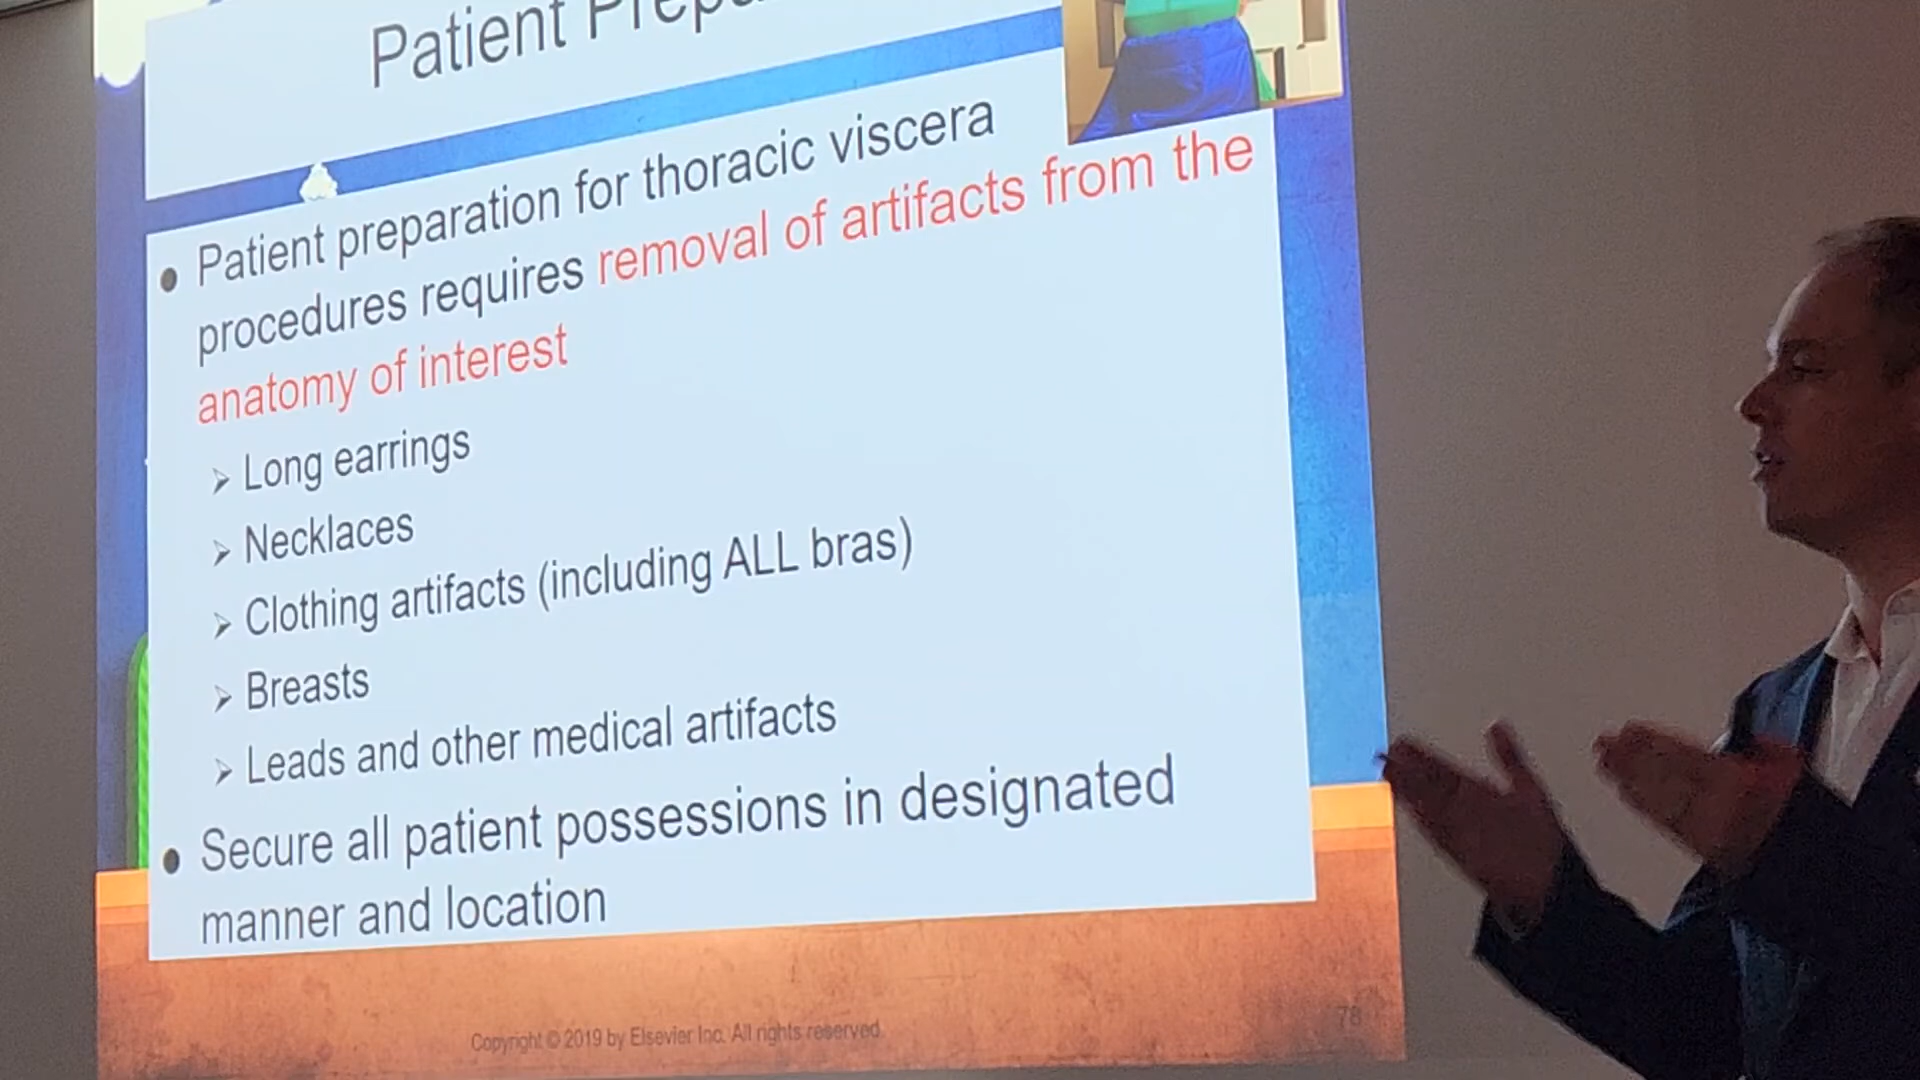 Patient
Patient preparation for thoracic viscera
procedures requires removal of artifacts from the
anatomy of interest
Long earrings
Necklaces
Clothing artifacts (including ALL bras)
Breasts
Leads and other medical artifacts
Secure all patient possessions in designated
manner and location
Copyright © 2019 by Elsevier Inc. All rights reserved.
78